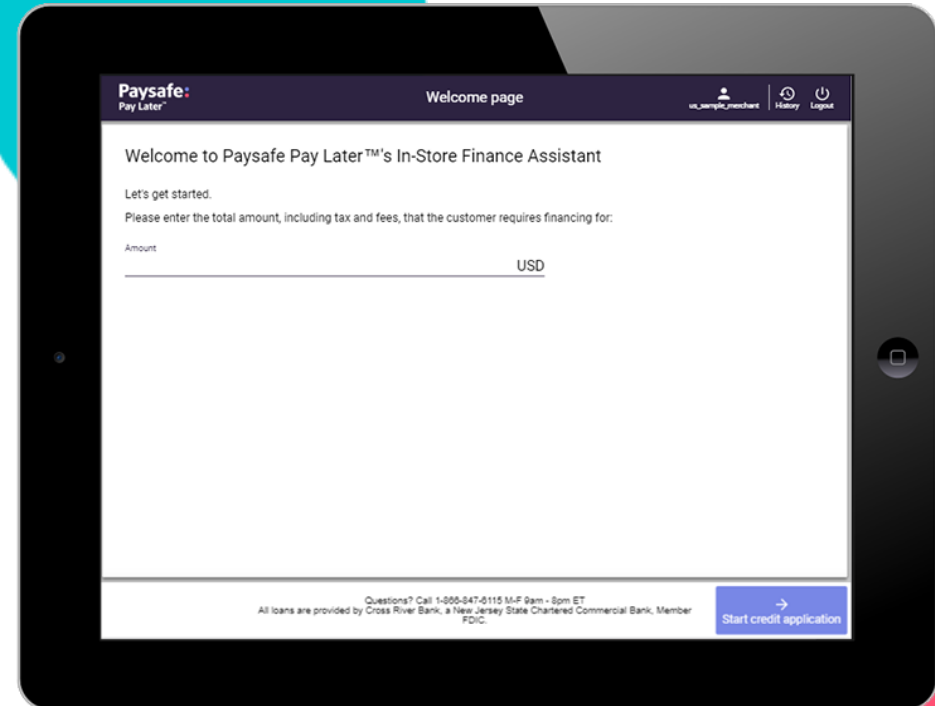 Paysafe:
Pay Later™
Welcome page
us_sample_merchant
History
Logout
Welcome to Paysafe Pay Later™'s In-Store Finance Assistant
Let's get started.
Please enter the total amount, including tax and fees, that the customer requires financing for:
Amount
USD
Questions? Call 1-866-847-6115 M-F 9am - 8pm ET
All loans are provided by Cross River Bank, a New Jersey State Chartered Commercial Bank, Member
FDIC.
Start credit application